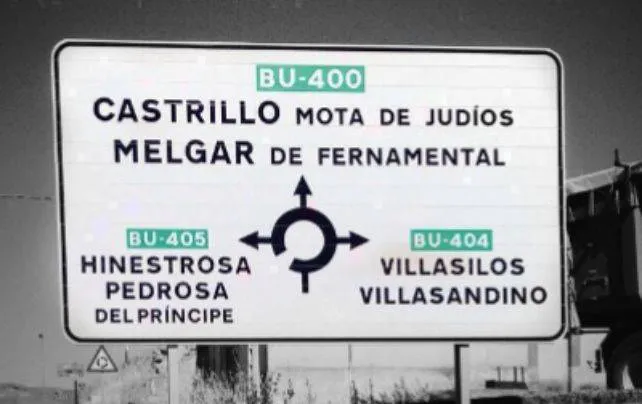 BU-400
CASTRILLO MOTA DE JUDÍOS
MELGAR DE FERNAMENTAL
BU-405
HINESTROSA
PEDROSA
DEL PRÍNCIPE
BU-404
VILLASILOS
VILLASANDINO